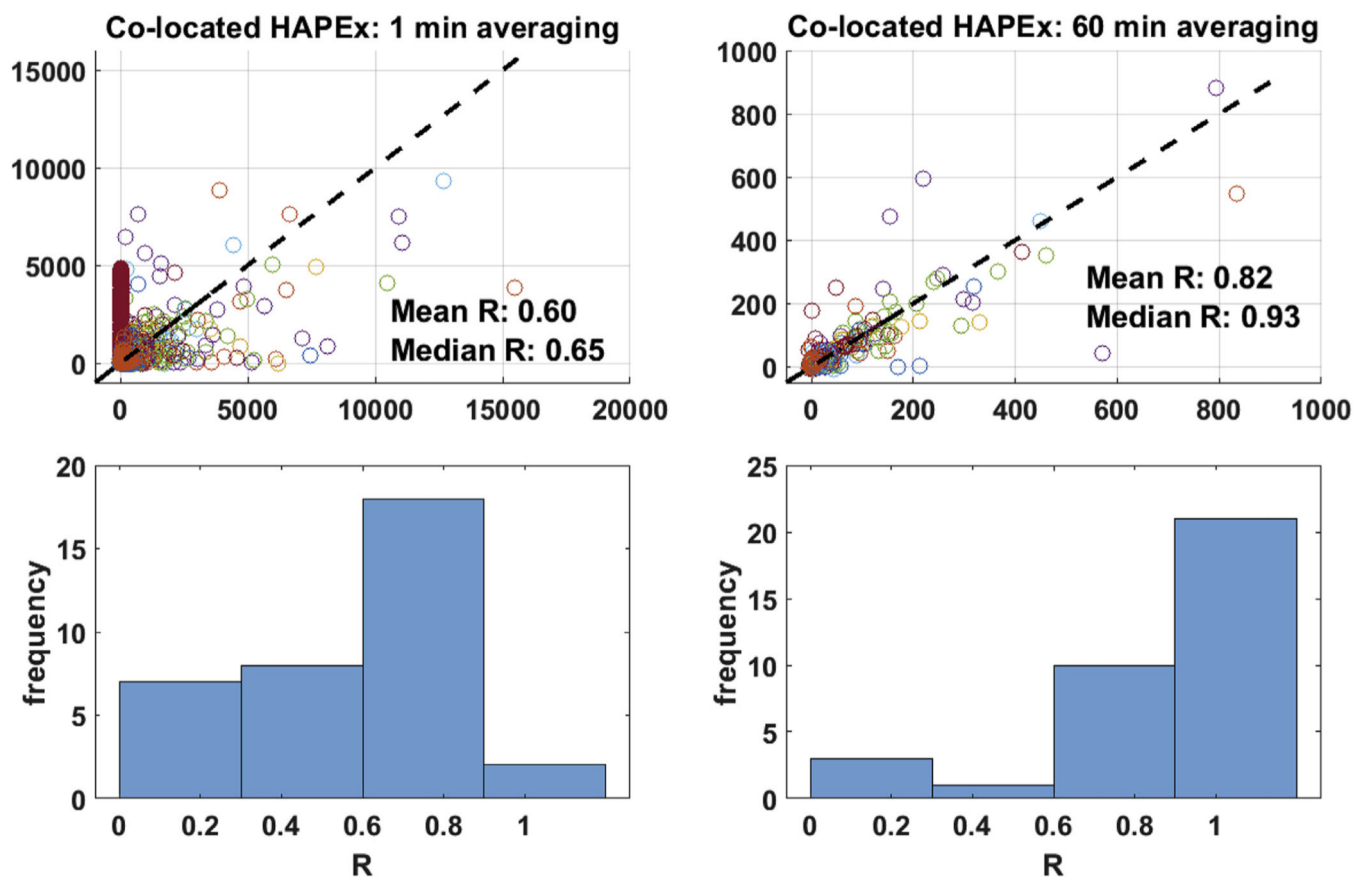 Co-located HAPEx: 1 min averaging
15000
10000
5000
0
0 5000 10000 15000 20000
Mean R: 0.60
Median R: 0.65
Co-located HAPEx: 60 min averaging
1000
800
600
400
200
0
0 200 400 600 800 1000
Mean R: 0.82
Median R: 0.93
20
15
10
5
0
frequency
0 0.2 0.4 0.6 0.8 1
R
25
20
15
10
5
0
frequency
0 0.2 0.4 0.6 0.8 1
R